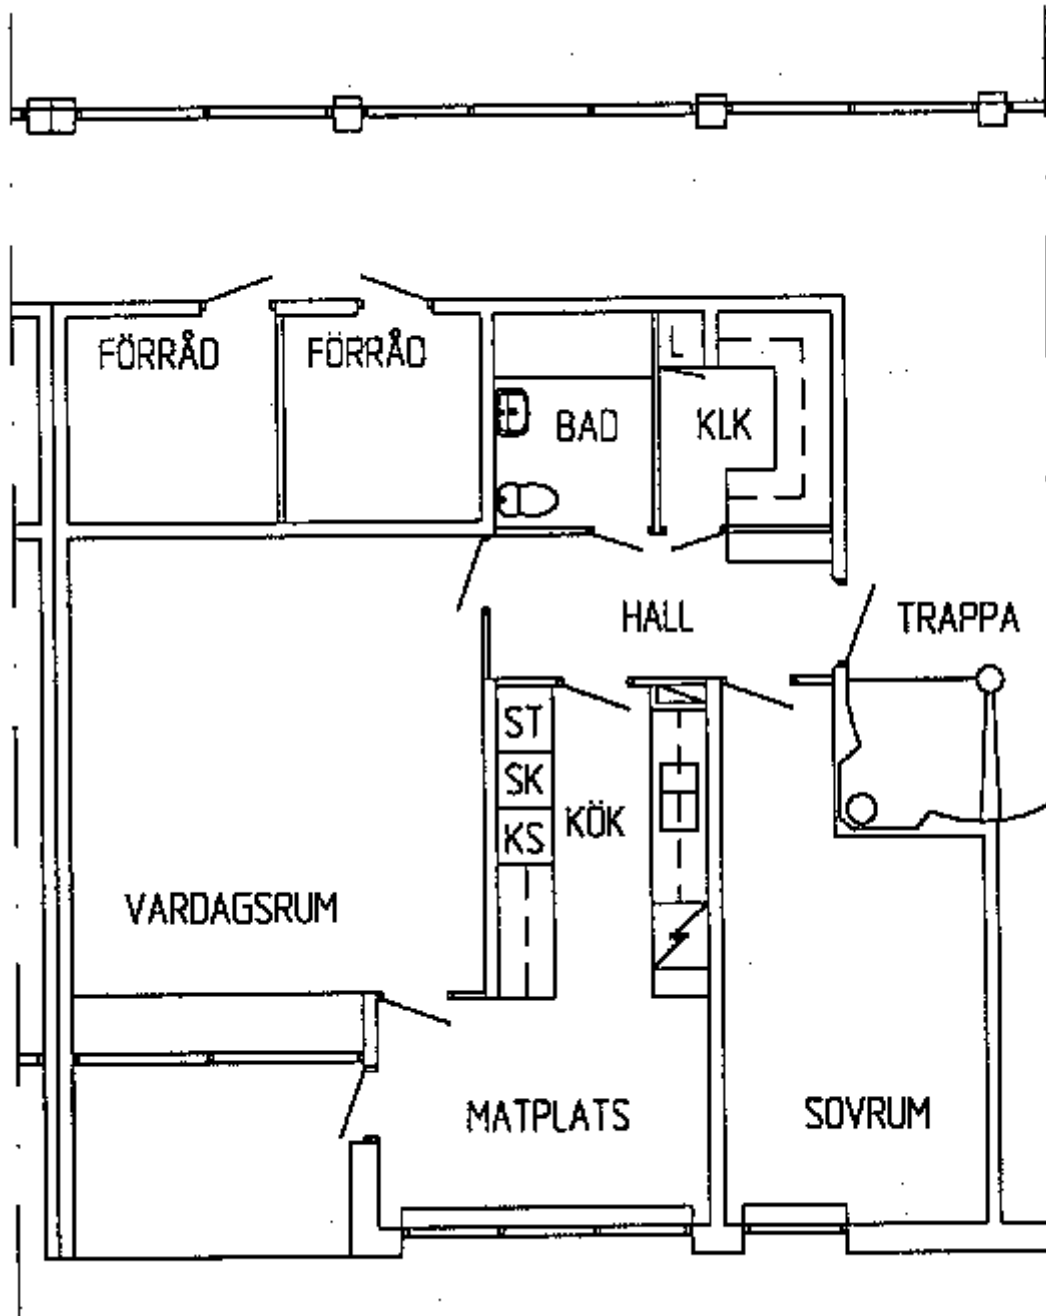 FÖRRÅD
FÖRRÅD
L
BAD
KLK
HALL
TRAPPA
ST
SK
KS
KÖK
VARDAGSRUM
MATPLATS
SOVRUM